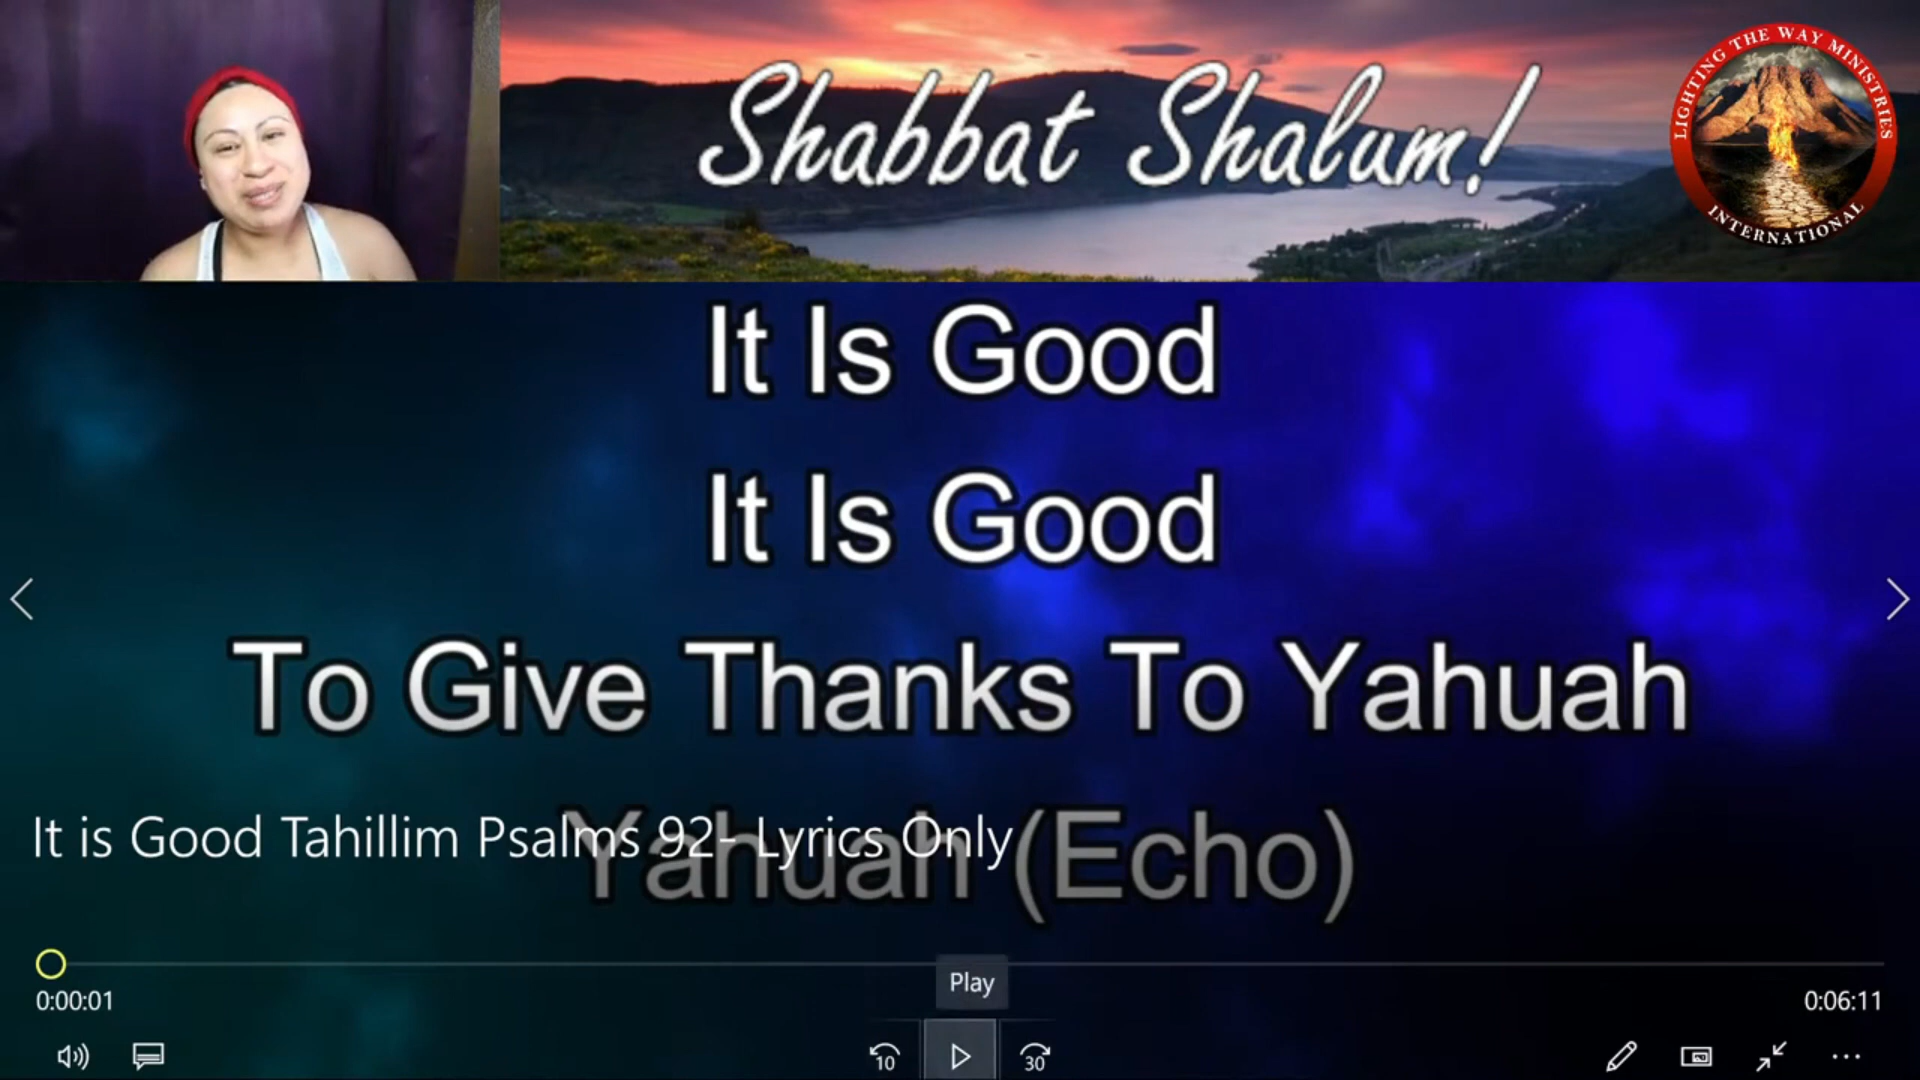 Shabbat Shalum!
LIGHTING THE WAY MINISTRIES
INTERNATIONAL
It Is Good
It Is Good
To Give Thanks To Yahuah
Yahuah (Echo)
It is Good Tahillim Psalms 92- Lyrics Only
Play
0:00:01
0:06:11
10
30